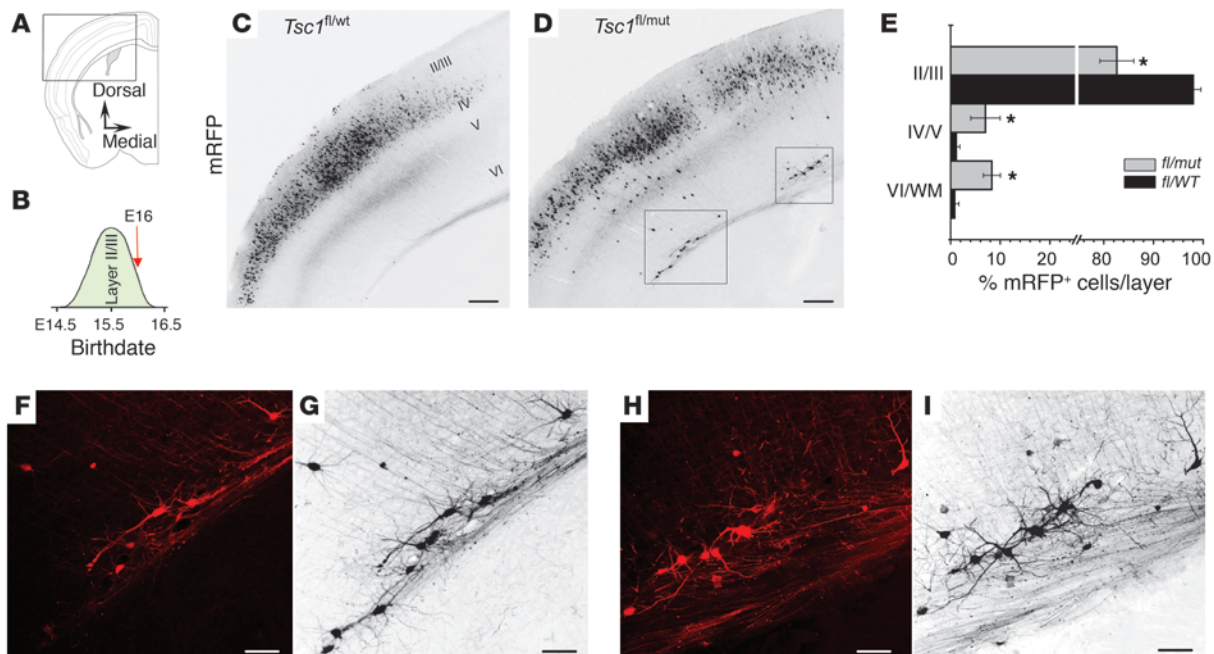 A
Dorsal
Medial
B
E16
Layer II/III
E14.5 15.5 16.5
Birthdate
mRFP
C
Tsc1fl/wt
II/III
IV
V
VI
D
Tsc1fl/mut
E
II/III
*
IV/V
*
VI/WM
*
fl/mut
fl/WT
0 10 20 80 90 100
% mRFP+ cells/layer
F
G
H
I